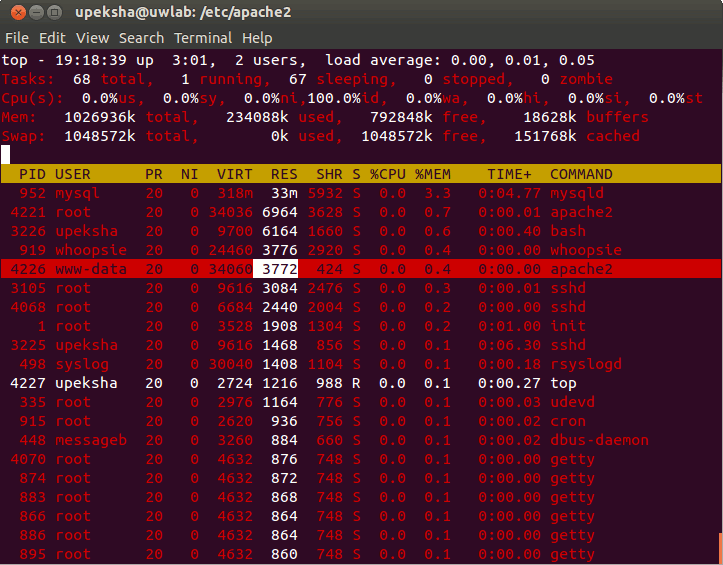 upeksha@uwlab: /etc/apache2
File Edit View Search Terminal Help
top - 19:18:39 up  3:01,  2 users,  load average: 0.00, 0.01, 0.05
Tasks:  68 total,   1 running,  67 sleeping,   0 stopped,   0 zombie
Cpu(s):  0.0%us,  0.0%sy,  0.0%ni,100.0%id,  0.0%wa,  0.0%hi,  0.0%si,  0.0%st
Mem:   1026936k total,   234088k used,   792848k free,    18628k buffers
Swap:  1048572k total,        0k used,  1048572k free,   151768k cached
PID USER      PR  NI  VIRT  RES  SHR S %CPU %MEM    TIME+  COMMAND
952 mysql     20   0  318m  33m 5932 S  0.0  3.3   0:04.77 mysqld
4221 root      20   0 34036 6964 3628 S  0.0  0.7   0:00.01 apache2
3226 upeksha   20   0  9700 6164 1660 S  0.0  0.6   0:00.40 bash
919 whoopsie  20   0 24460 3776 2920 S  0.0  0.4   0:00.00 whoopsie
4226 www-data  20   0 34060 3772  424 S  0.0  0.4   0:00.00 apache2
3105 root      20   0  9616 3084 2476 S  0.0  0.3   0:00.01 sshd
4068 root      20   0  6684 2440 2004 S  0.0  0.2   0:00.00 sshd
1 root      20   0  3528 1908 1304 S  0.0  0.2   0:01.00 init
3225 upeksha   20   0  9616 1468  856 S  0.0  0.1   0:06.30 sshd
498 syslog    20   0 30040 1408 1104 S  0.0  0.1   0:00.18 rsyslogd
4227 upeksha   20   0  2724 1216  988 R  0.0  0.1   0:00.27 top
335 root      20   0  2976 1164  776 S  0.0  0.1   0:00.03 udevd
915 root      20   0  2620  936  756 S  0.0  0.1   0:00.02 cron
448 messageb  20   0  3260  884  660 S  0.0  0.1   0:00.02 dbus-daemon
4070 root      20   0  4632  876  748 S  0.0  0.1   0:00.00 getty
874 root      20   0  4632  872  748 S  0.0  0.1   0:00.00 getty
883 root      20   0  4632  868  748 S  0.0  0.1   0:00.00 getty
866 root      20   0  4632  864  748 S  0.0  0.1   0:00.00 getty
886 root      20   0  4632  864  748 S  0.0  0.1   0:00.00 getty
895 root      20   0  4632  860  748 S  0.0  0.1   0:00.00 getty